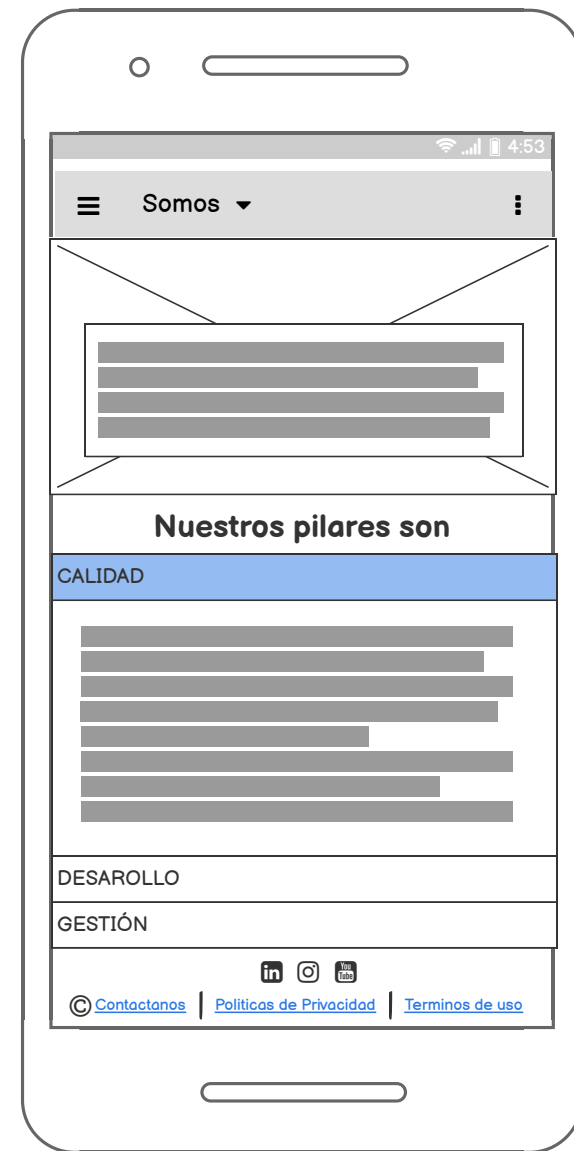 4:53
Somos
Nuestros pilares son
CALIDAD
DESAROLLO
GESTIÓN
in You Tube
© Contactanos | Politicas de Privacidad | Terminos de uso